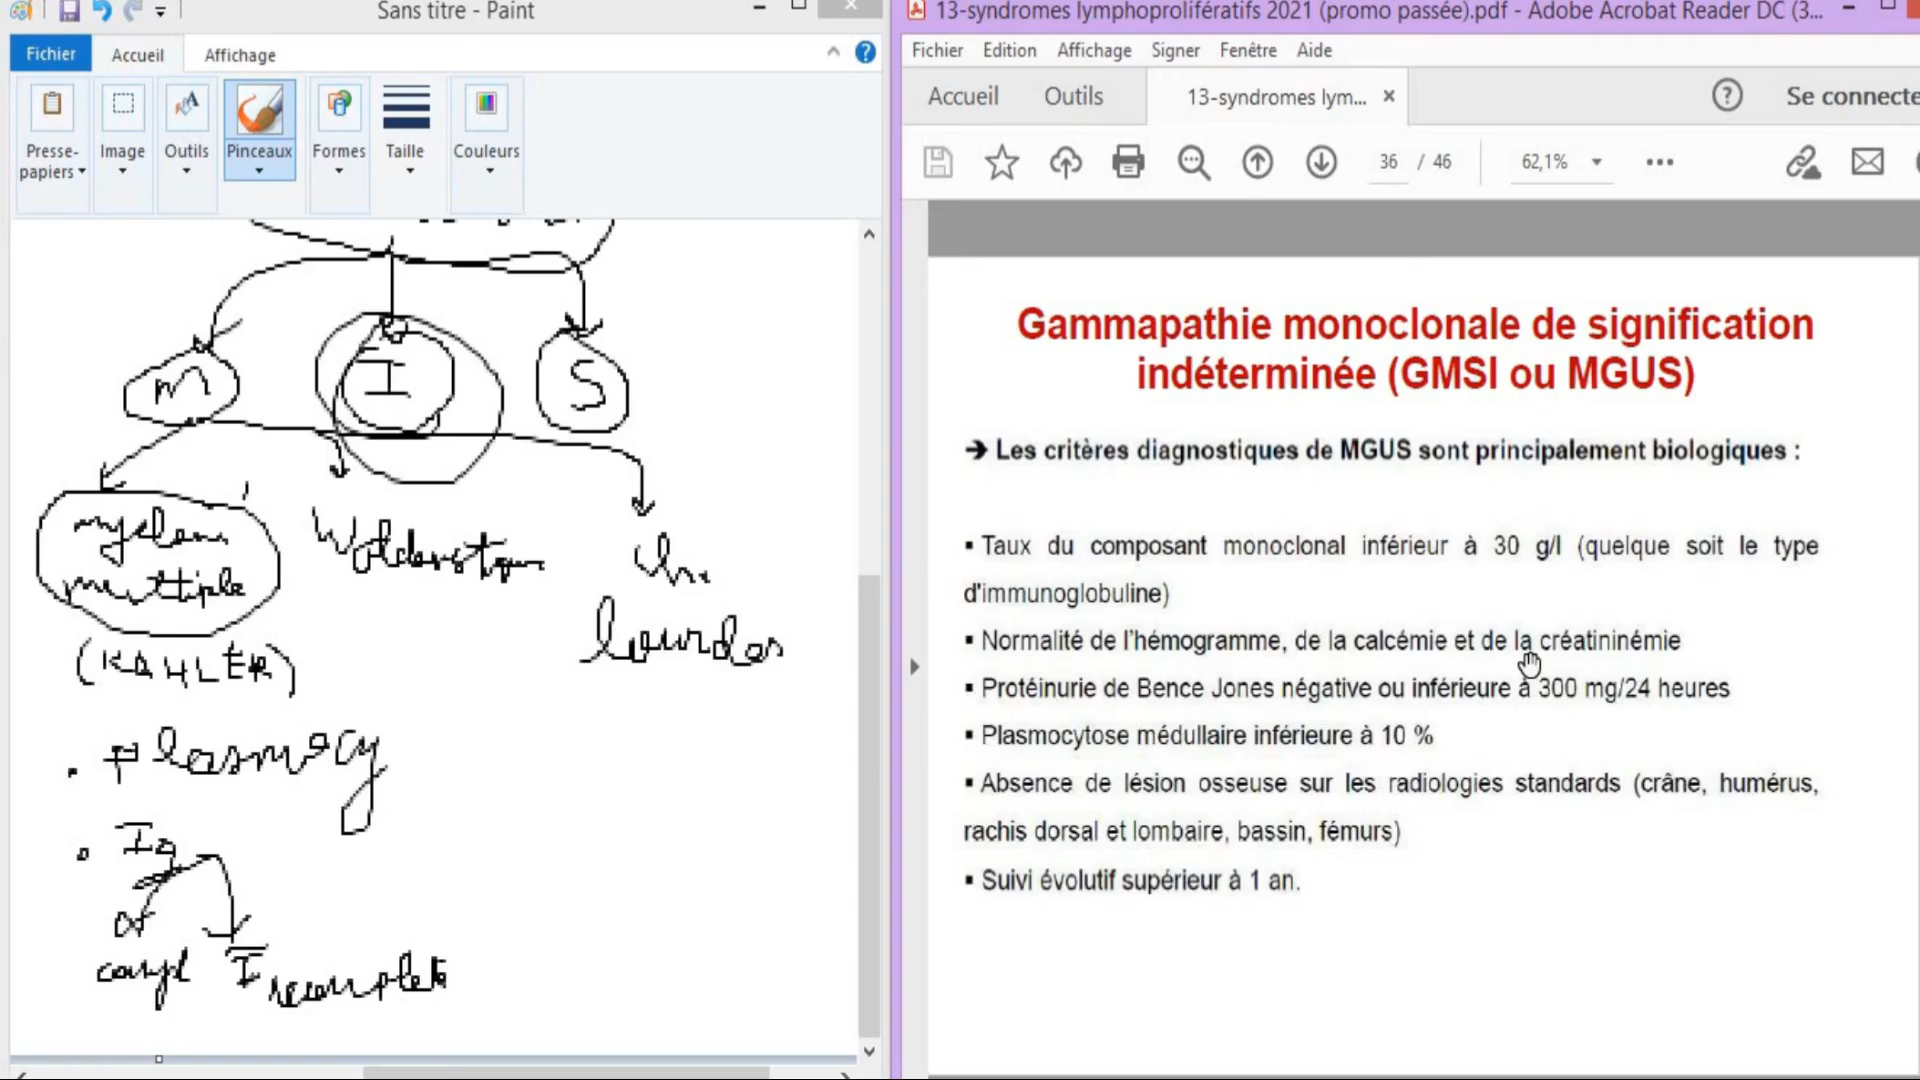 Sans titre - Paint
Fichier
Accueil
Affichage
Presse-
papiers
Image
Outils
Pinceaux
Formes
Taille
Couleurs
M
I
S
multiple
(KAHLER)
lourdes
. plasmocy
. Ig
Incomplete
13-syndromes lymphoprolifératifs 2021 (promo passée).pdf - Adobe Acrobat Reader DC (3...
Fichier Edition Affichage Signer Fenêtre Aide
Accueil
Outils
13-syndromes lym...
Se connecte
36 / 46
62,1%
Gammapathie monoclonale de signification
indéterminée (GMSI ou MGUS)
➔ Les critères diagnostiques de MGUS sont principalement biologiques :
▪ Taux du composant monoclonal inférieur à 30 g/l (quelque soit le type
d'immunoglobuline)
▪ Normalité de l'hémogramme, de la calcémie et de la créatininémie
▪ Protéinurie de Bence Jones négative ou inférieure à 300 mg/24 heures
▪ Plasmocytose médullaire inférieure à 10 %
▪ Absence de lésion osseuse sur les radiologies standards (crâne, humérus,
rachis dorsal et lombaire, bassin, fémurs)
▪ Suivi évolutif supérieur à 1 an.